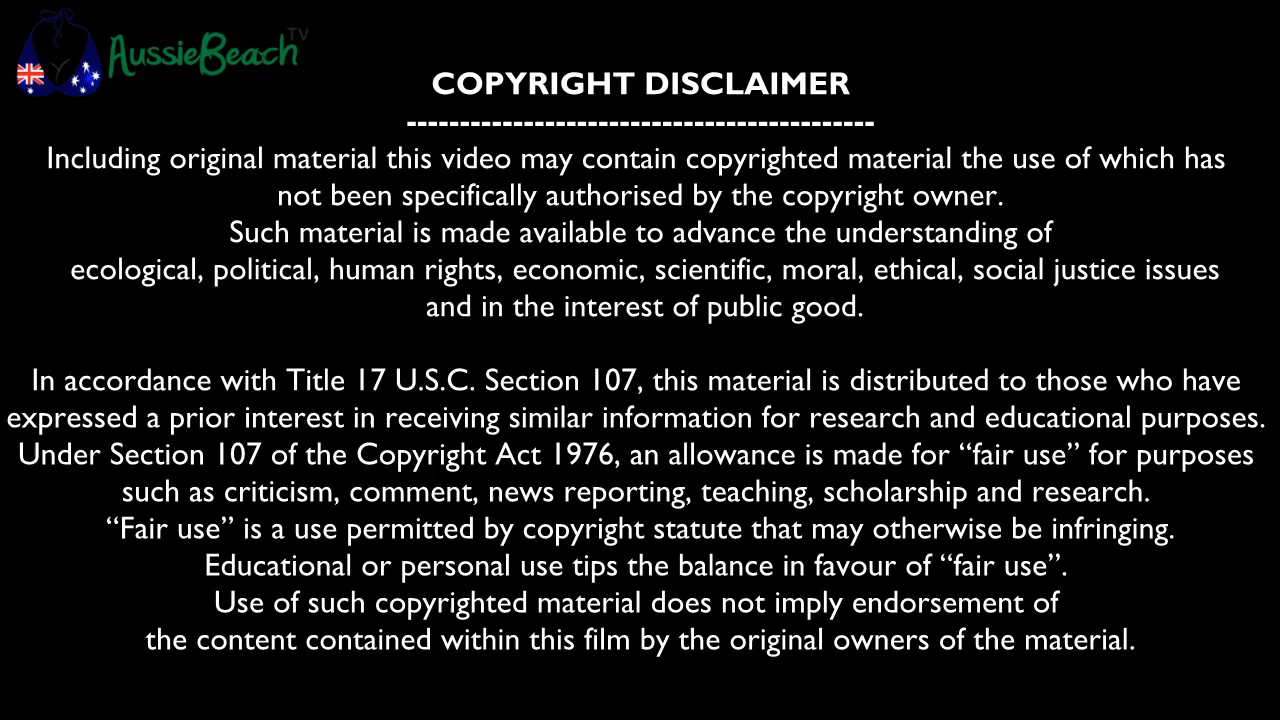 AussieBeach TV
COPYRIGHT DISCLAIMER
--------------------------------------------
Including original material this video may contain copyrighted material the use of which has
not been specifically authorised by the copyright owner.
Such material is made available to advance the understanding of
ecological, political, human rights, economic, scientific, moral, ethical, social justice issues
and in the interest of public good.
In accordance with Title 17 U.S.C. Section 107, this material is distributed to those who have
expressed a prior interest in receiving similar information for research and educational purposes.
Under Section 107 of the Copyright Act 1976, an allowance is made for “fair use” for purposes
such as criticism, comment, news reporting, teaching, scholarship and research.
“Fair use” is a use permitted by copyright statute that may otherwise be infringing.
Educational or personal use tips the balance in favour of “fair use”.
Use of such copyrighted material does not imply endorsement of
the content contained within this film by the original owners of the material.